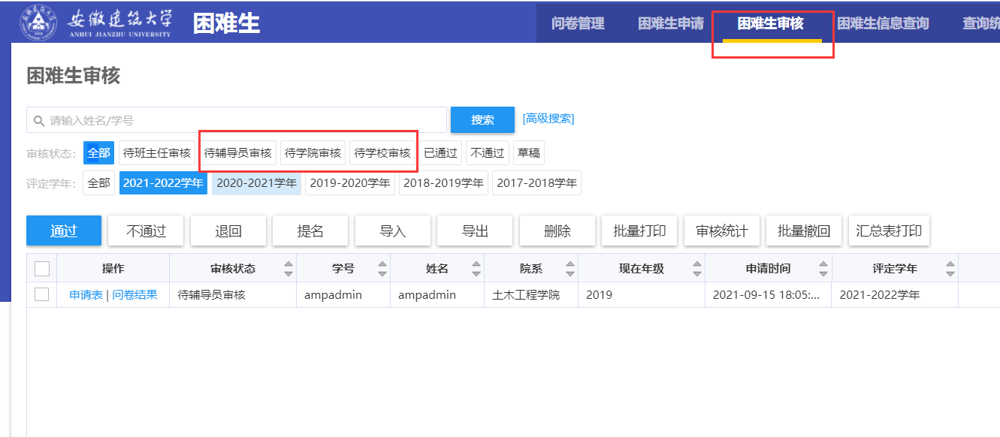 安徽建筑大学
ANHUI JIANZHU UNIVERSITY
困难生
问卷管理 困难生申请 困难生审核 困难生信息查询 查询统
困难生审核
请输入姓名/学号 搜索 [高级搜索]
审核状态: 全部 待班主任审核 待辅导员审核 待学院审核 待学校审核 已通过 不通过 草稿
评定学年: 全部 2021-2022学年 2020-2021学年 2019-2020学年 2018-2019学年 2017-2018学年
通过 不通过 退回 提名 导入 导出 删除 批量打印 审核统计 批量撤回 汇总表打印
操作 审核状态 学号 姓名 院系 现在年级 申请时间 评定学年
申请表 | 问卷结果 待辅导员审核 ampadmin ampadmin 土木工程学院 2019 2021-09-15 18:05:... 2021-2022学年